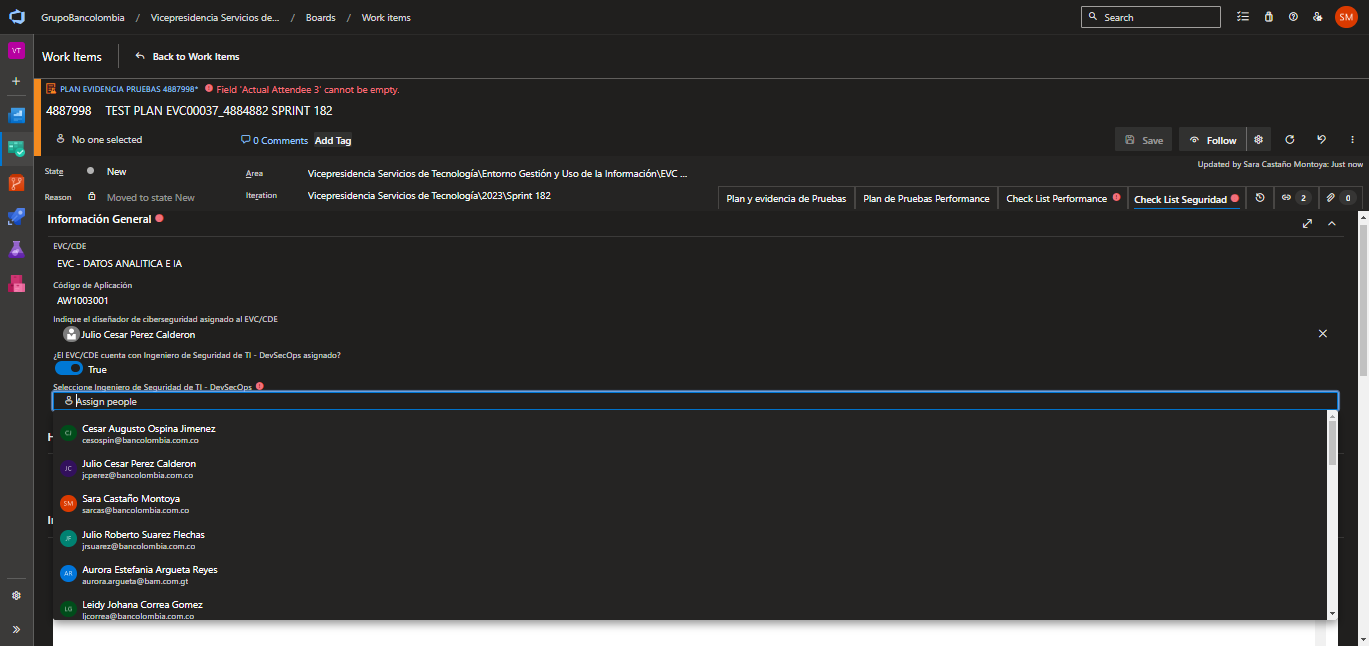 GrupoBancolombia / Vicepresidencia Servicios de... / Boards / Work items
Search
SM
VT
Work Items
Back to Work Items
PLAN EVIDENCIA PRUEBAS 4887998* Field 'Actual Attendee 3' cannot be empty.
4887998 TEST PLAN EVC00037_4884882 SPRINT 182
No one selected
0 Comments
Add Tag
Save
Follow
Updated by Sara Castaño Montoya: Just now
State New
Area Vicepresidencia Servicios de Tecnología\Entorno Gestión y Uso de la Información\EVC ...
Reason Moved to state New
Iteration Vicepresidencia Servicios de Tecnología\2023\Sprint 182
Plan y evidencia de Pruebas
Plan de Pruebas Performance
Check List Performance
Check List Seguridad
2
0
Información General
EVC/CDE
EVC - DATOS ANALITICA E IA
Código de Aplicación
AW1003001
Indique el diseñador de ciberseguridad asignado al EVC/CDE
Julio Cesar Perez Calderon
¿El EVC/CDE cuenta con Ingeniero de Seguridad de TI - DevSecOps asignado?
True
Seleccione Ingeniero de Seguridad de TI - DevSecOps
Assign people
CJ
Cesar Augusto Ospina Jimenez
cesospin@bancolombia.com.co
JC
Julio Cesar Perez Calderon
jcperez@bancolombia.com.co
SM
Sara Castaño Montoya
sarcas@bancolombia.com.co
JF
Julio Roberto Suarez Flechas
jrsuarez@bancolombia.com.co
AR
Aurora Estefania Argueta Reyes
aurora.argueta@bam.com.gt
LG
Leidy Johana Correa Gomez
ljcorrea@bancolombia.com.co